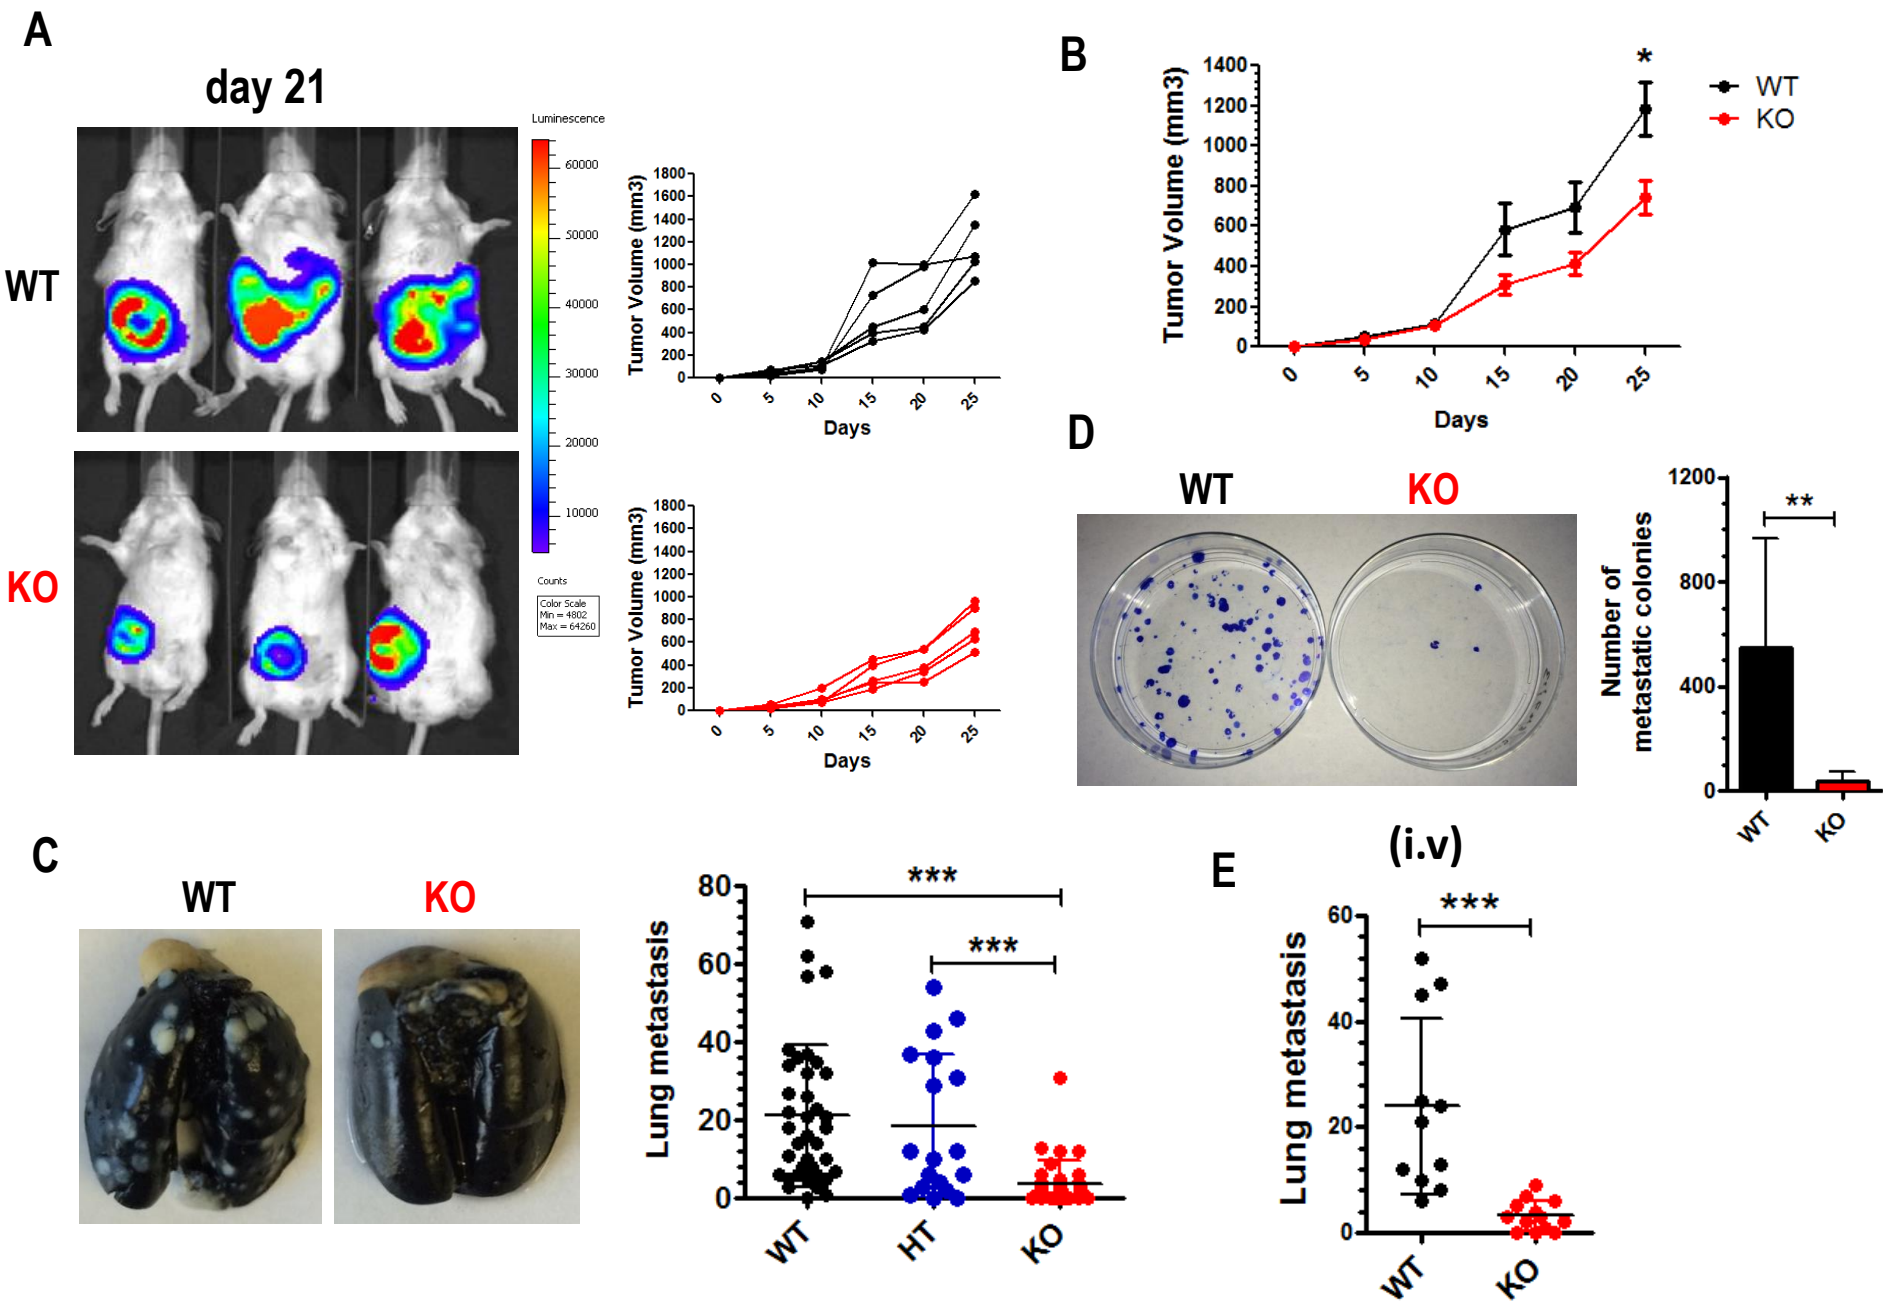 A
day 21
WT
KO
Luminescence
60000
50000
40000
30000
20000
10000
Counts
Color Scale
Min = 4802
Max = 64260
Tumor Volume (mm3)
1800
1600
1400
1200
1000
800
600
400
200
0
0
5
10
15
20
25
Days
Tumor Volume (mm3)
1800
1600
1400
1200
1000
800
600
400
200
0
0
5
10
15
20
25
Days
B
Tumor Volume (mm3)
1400
1200
1000
800
600
400
200
0
0
5
10
15
20
25
Days
*
WT
KO
D
WT
KO
Number of
metastatic colonies
1200
800
400
0
**
WT
KO
C
WT
KO
Lung metastasis
80
60
40
20
0
***
***
WT
HT
KO
E
(i.v)
Lung metastasis
60
40
20
0
***
WT
KO